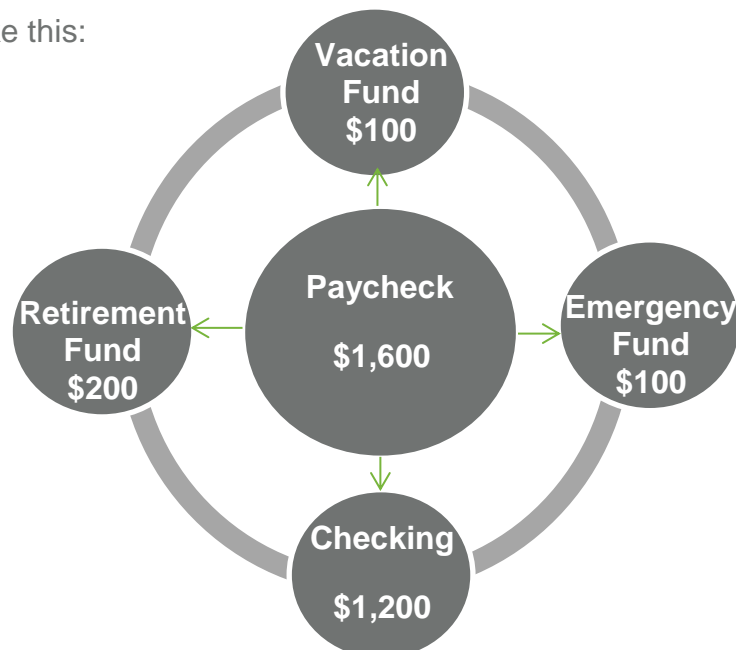 e this:
Vacation
Fund
$100
Paycheck
$1,600
Retirement
Fund
$200
Emergency
Fund
$100
Checking
$1,200